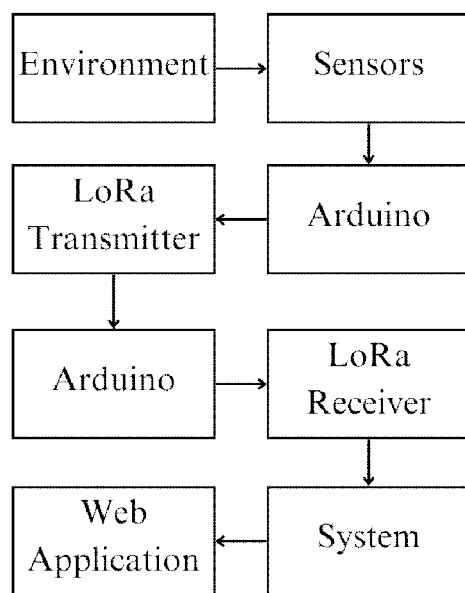 Environment
Sensors
LoRa
Transmitter
Arduino
Arduino
LoRa
Receiver
Web
Application
System